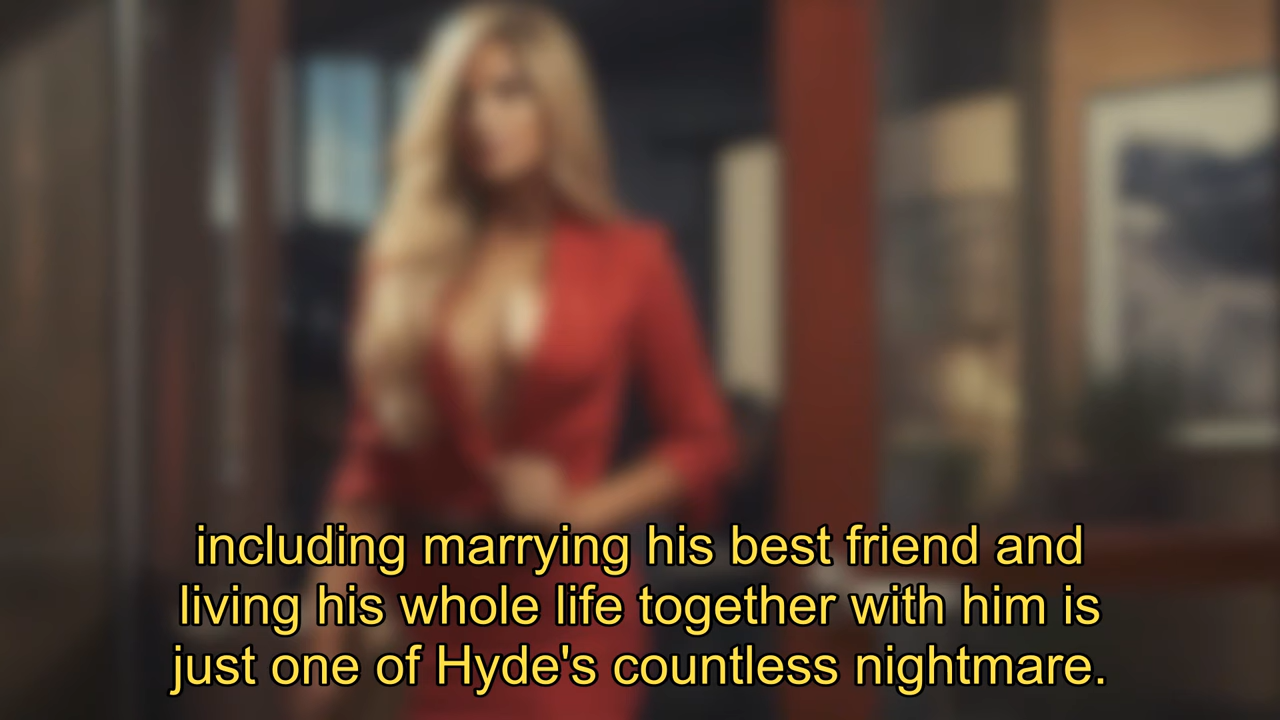 including marrying his best friend and
living his whole life together with him is
just one of Hyde's countless nightmare.